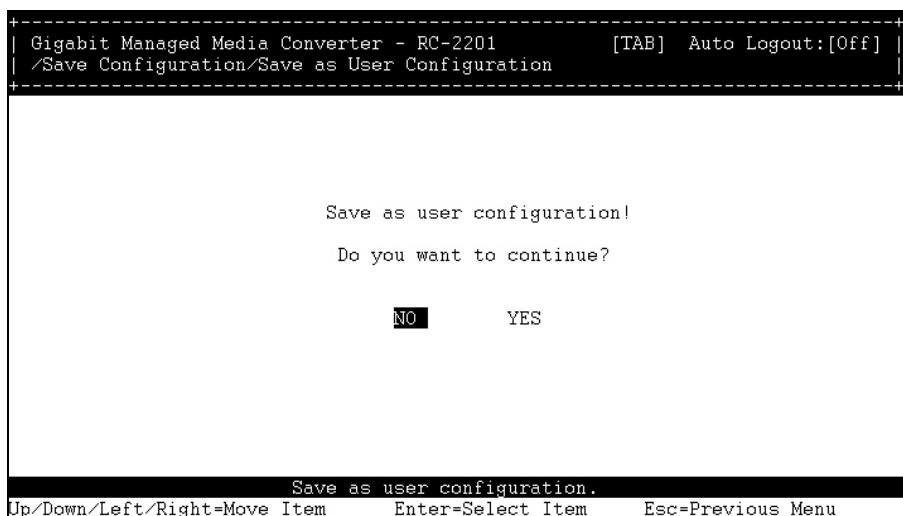 Gigabit Managed Media Converter - RC-2201 [TAB] Auto Logout:[Off]
/Save Configuration/Save as User Configuration
Save as user configuration!
Do you want to continue?
NO YES
Save as user configuration.
Up/Down/Left/Right=Move Item Enter=Select Item Esc=Previous Menu